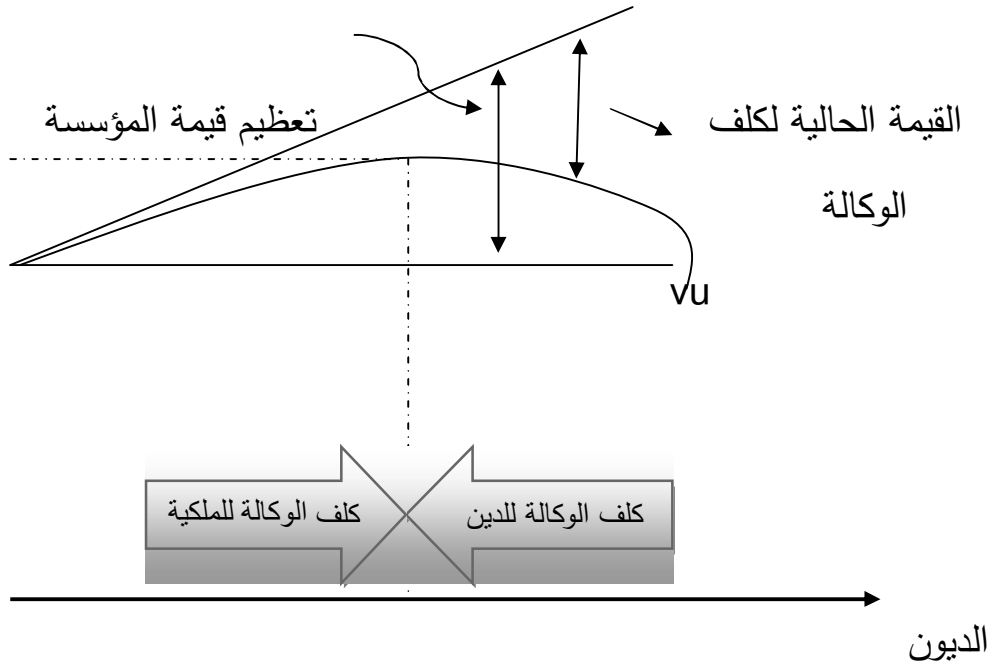 تعظيم قيمة المؤسسة
القيمة الحالية لكلف
الوكالة
vu
كلف الوكالة للملكية
كلف الوكالة للدين
الديون